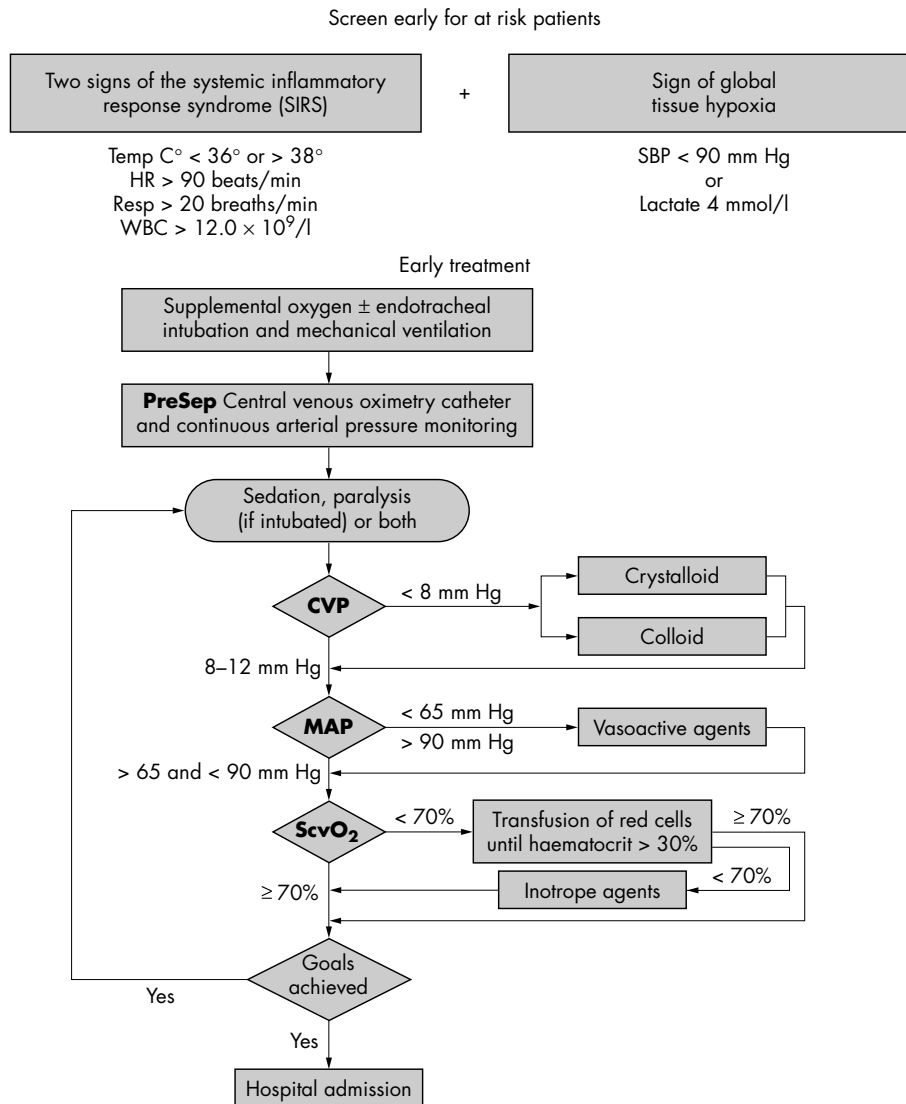 Screen early for at risk patients
Two signs of the systemic inflammatory
response syndrome (SIRS)
+
Sign of global
tissue hypoxia
Temp C° < 36° or > 38°
HR > 90 beats/min
Resp > 20 breaths/min
WBC > 12.0 × 10⁹/l
SBP < 90 mm Hg
or
Lactate 4 mmol/l
Early treatment
Supplemental oxygen ± endotracheal
intubation and mechanical ventilation
PreSep Central venous oximetry catheter
and continuous arterial pressure monitoring
Sedation, paralysis
(if intubated) or both
CVP
< 8 mm Hg
Crystalloid
Colloid
8–12 mm Hg
MAP
< 65 mm Hg
> 90 mm Hg
Vasoactive agents
> 65 and < 90 mm Hg
ScvO₂
< 70%
Transfusion of red cells
until haematocrit > 30%
≥ 70%
< 70%
Inotrope agents
≥ 70%
Goals
achieved
Yes
Yes
Hospital admission